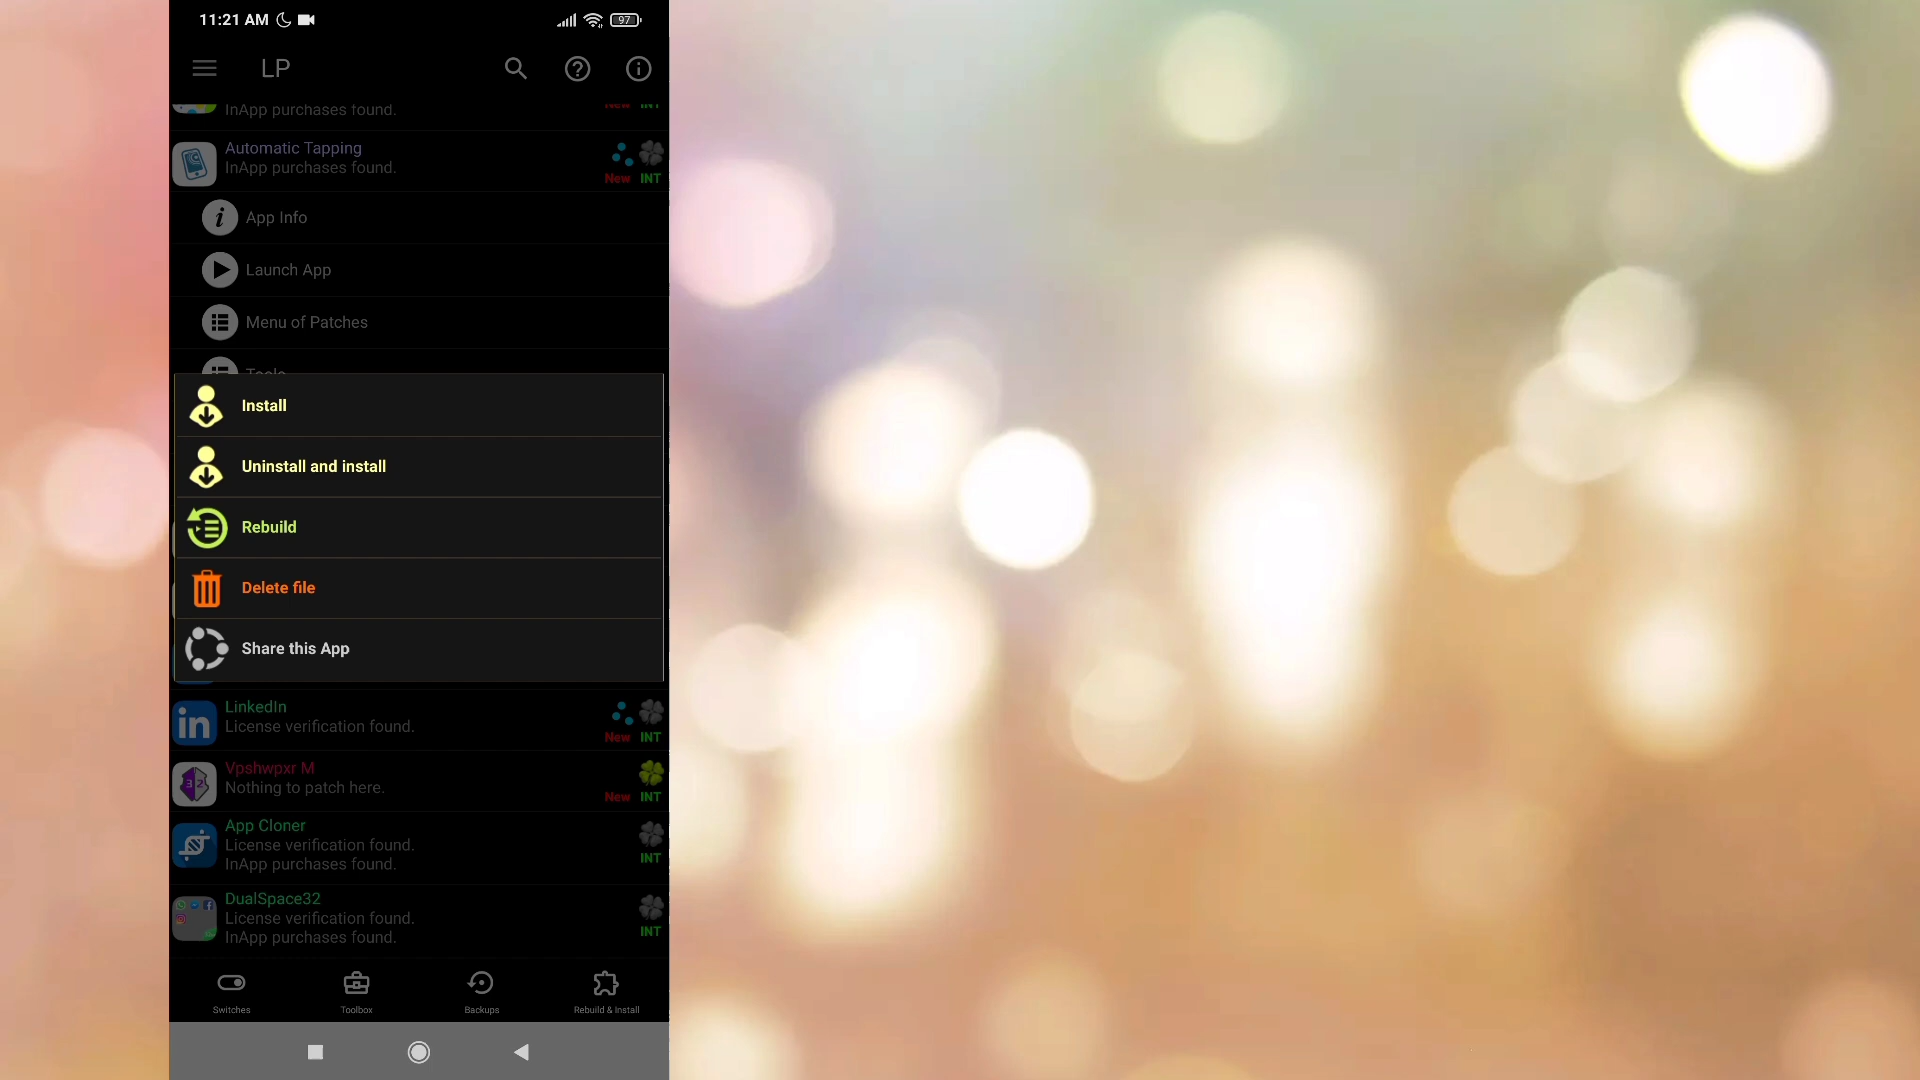 11:21 AM
97
LP
InApp purchases found.
New INT
Automatic Tapping
InApp purchases found.
New INT
App Info
Launch App
Menu of Patches
Tools
Install
Uninstall and install
Rebuild
Delete file
Share this App
LinkedIn
License verification found.
New INT
Vpshwpxr M
Nothing to patch here.
New INT
App Cloner
License verification found.
InApp purchases found.
INT
DualSpace32
License verification found.
InApp purchases found.
INT
Switches
Toolbox
Backups
Rebuild & Install